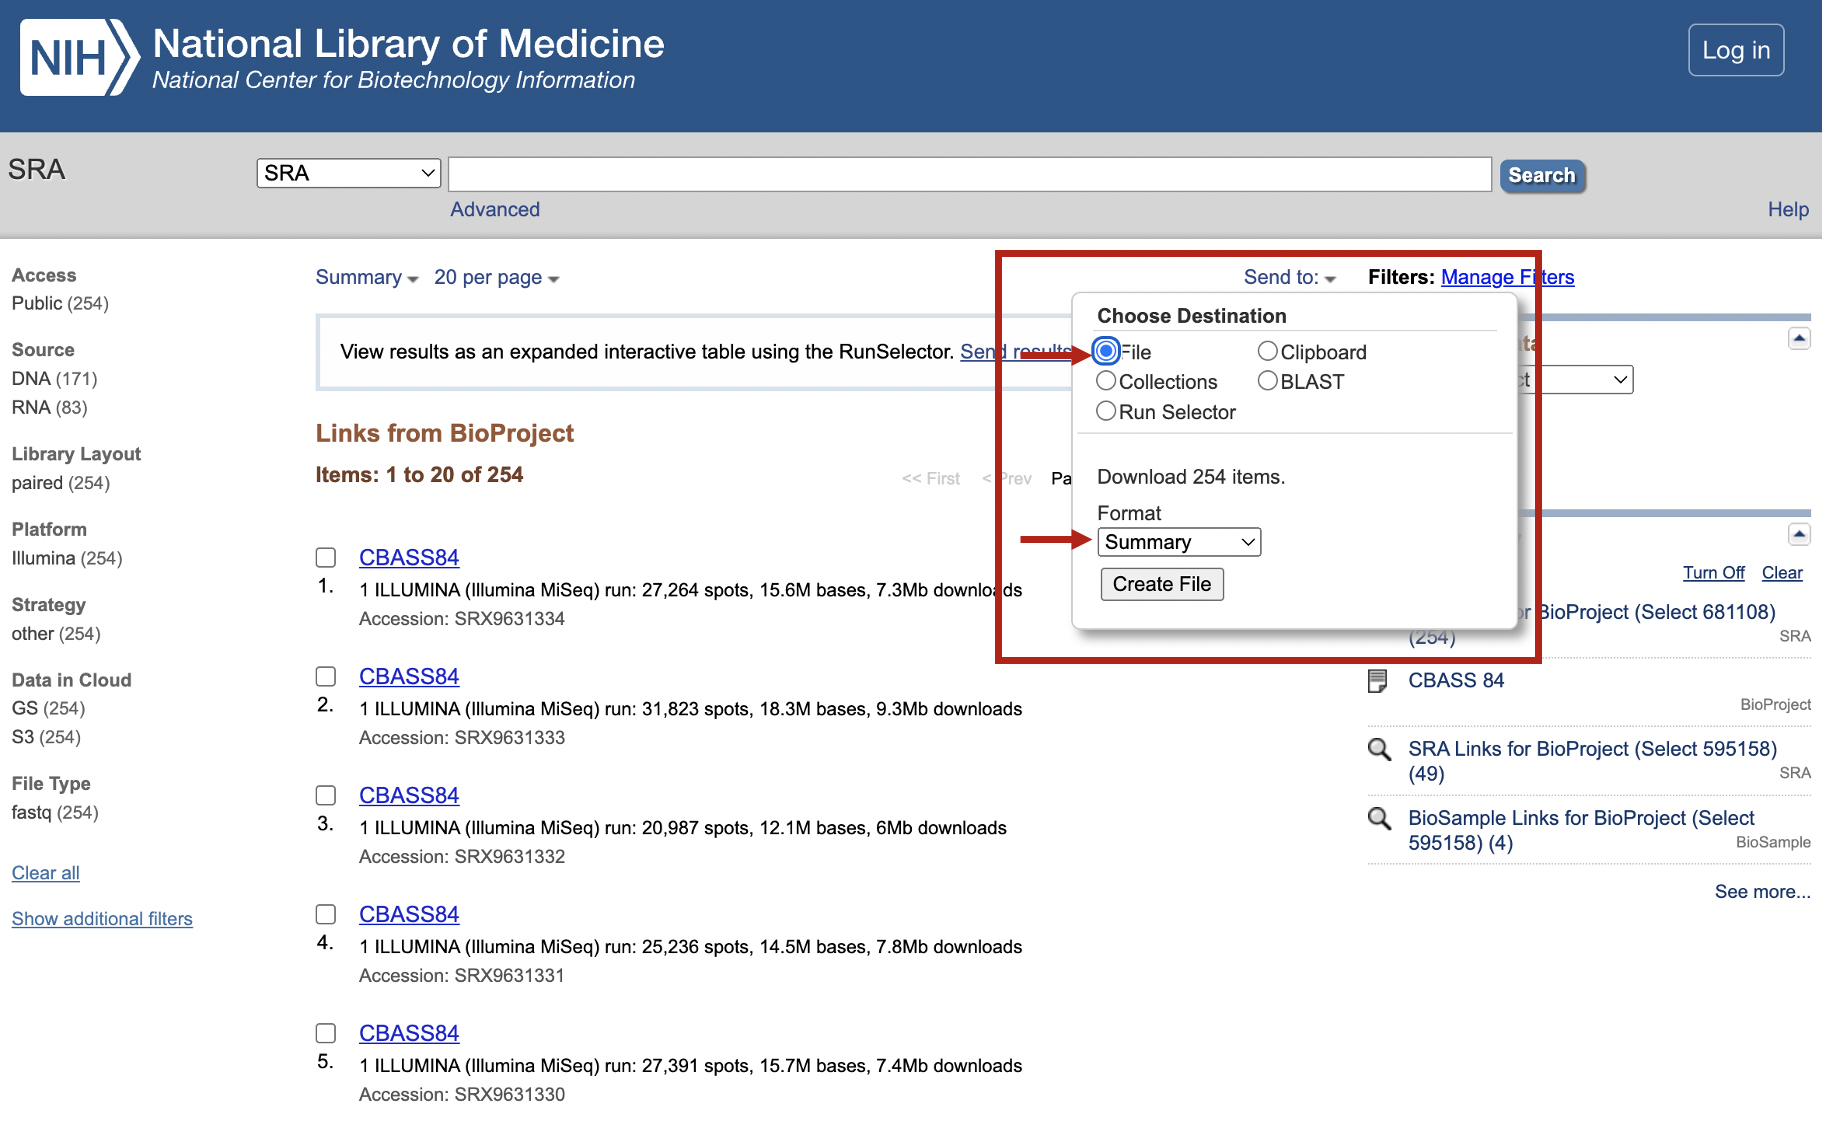 NIH National Library of Medicine
National Center for Biotechnology Information
Log in
SRA
SRA
Search
Advanced
Help
Access
Public (254)
Source
DNA (171)
RNA (83)
Library Layout
paired (254)
Platform
Illumina (254)
Strategy
other (254)
Data in Cloud
GS (254)
S3 (254)
File Type
fastq (254)
Clear all
Show additional filters
Summary 20 per page
Send to:
View results as an expanded interactive table using the RunSelector. Send results
Links from BioProject
Items: 1 to 20 of 254
<< First < Prev
CBASS84
1. 1 ILLUMINA (Illumina MiSeq) run: 27,264 spots, 15.6M bases, 7.3Mb downloads
Accession: SRX9631334
CBASS84
2. 1 ILLUMINA (Illumina MiSeq) run: 31,823 spots, 18.3M bases, 9.3Mb downloads
Accession: SRX9631333
CBASS84
3. 1 ILLUMINA (Illumina MiSeq) run: 20,987 spots, 12.1M bases, 6Mb downloads
Accession: SRX9631332
CBASS84
4. 1 ILLUMINA (Illumina MiSeq) run: 25,236 spots, 14.5M bases, 7.8Mb downloads
Accession: SRX9631331
CBASS84
5. 1 ILLUMINA (Illumina MiSeq) run: 27,391 spots, 15.7M bases, 7.4Mb downloads
Accession: SRX9631330
Choose Destination
File Clipboard
Collections BLAST
Run Selector
Download 254 items.
Format
Summary
Create File
Filters: Manage Filters
Turn Off Clear
BioProject (Select 681108)
(254)
SRA
CBASS 84
BioProject
SRA Links for BioProject (Select 595158)
(49)
SRA
BioSample Links for BioProject (Select
595158) (4)
BioSample
See more...